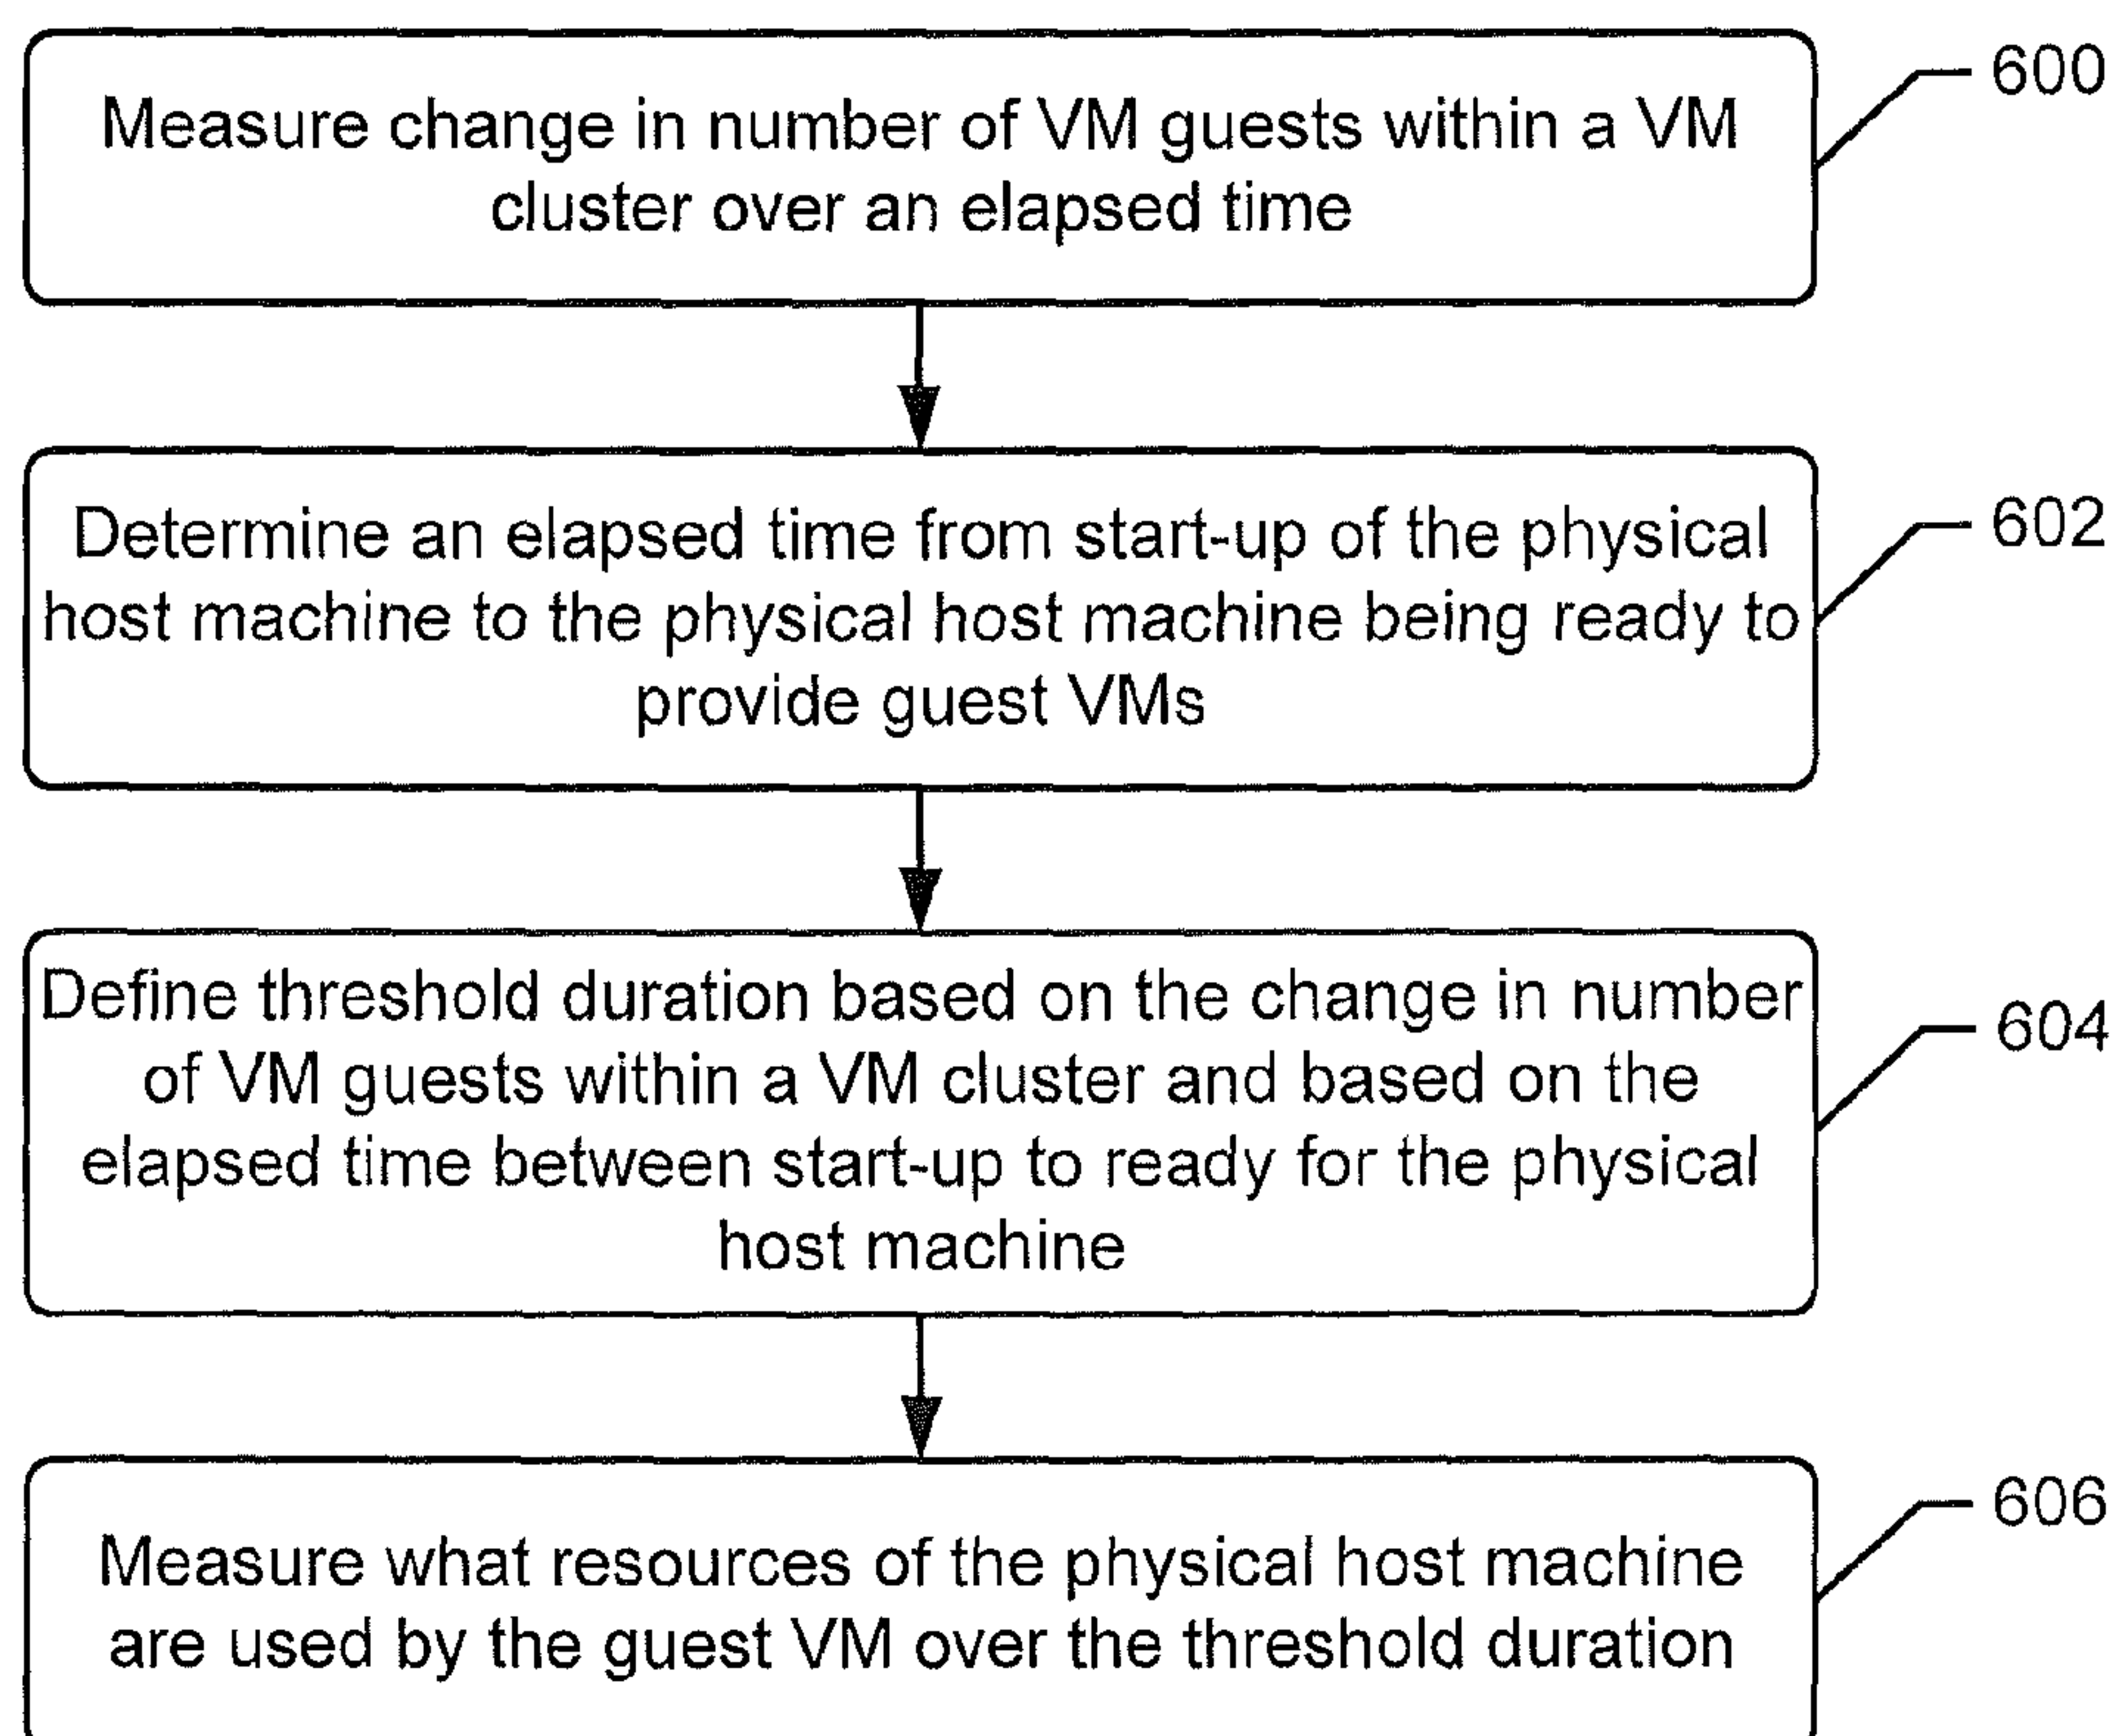 Measure change in number of VM guests within a VM
cluster over an elapsed time
600
Determine an elapsed time from start-up of the physical
host machine to the physical host machine being ready to
provide guest VMs
602
Define threshold duration based on the change in number
of VM guests within a VM cluster and based on the
elapsed time between start-up to ready for the physical
host machine
604
Measure what resources of the physical host machine
are used by the guest VM over the threshold duration
606